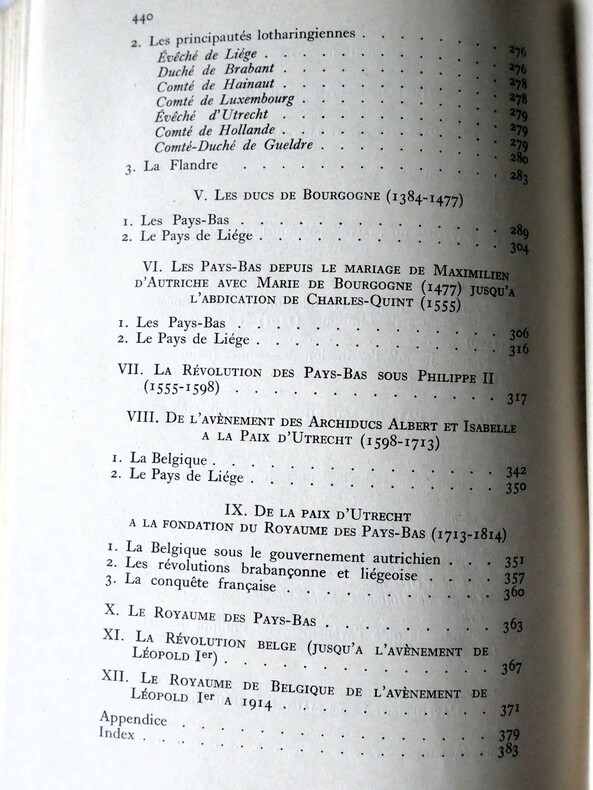 440
2. Les principautés lotharingiennes . . . . . . . 276
Évêché de Liége . . . . . . . . . . . . 276
Duché de Brabant . . . . . . . . . . . 278
Comté de Hainaut . . . . . . . . . . . 278
Comté de Luxembourg . . . . . . . . . . 279
Évêché d'Utrecht . . . . . . . . . . . 279
Comté de Hollande . . . . . . . . . . . 279
Comté-Duché de Gueldre . . . . . . . . . 280
3. La Flandre . . . . . . . . . . . . 283
V. Les ducs de Bourgogne (1384-1477)
1. Les Pays-Bas . . . . . . . . . . . . 289
2. Le Pays de Liége . . . . . . . . . . . 304
VI. Les Pays-Bas depuis le mariage de Maximilien
d'Autriche avec Marie de Bourgogne (1477) jusqu'a
l'abdication de Charles-Quint (1555)
1. Les Pays-Bas . . . . . . . . . . . . 306
2. Le Pays de Liége . . . . . . . . . . . 316
VII. La Révolution des Pays-Bas sous Philippe II
(1555-1598) . . . . . . . . . . . . 317
VIII. De l'avènement des Archiducs Albert et Isabelle
a la Paix d'Utrecht (1598-1713)
1. La Belgique . . . . . . . . . . . . 342
2. Le Pays de Liége . . . . . . . . . . . 350
IX. De la paix d'Utrecht
a la fondation du Royaume des Pays-Bas (1713-1814)
1. La Belgique sous le gouvernement autrichien . . . 351
2. Les révolutions brabançonne et liégeoise . . . . 357
3. La conquête française . . . . . . . . . 360
X. Le Royaume des Pays-Bas . . . . . . . . 363
XI. La Révolution belge (jusqu'a l'avènement de
Léopold Ier) . . . . . . . . . . . . 367
XII. Le Royaume de Belgique de l'avènement de
Léopold Ier a 1914 . . . . . . . . . . 371
Appendice . . . . . . . . . . . . . 379
Index . . . . . . . . . . . . . . 383